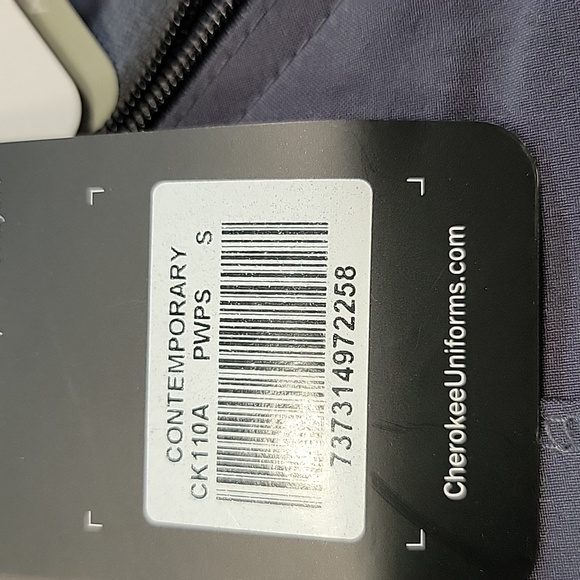 CONTEMPORARY
CK110A PWPS S
737314972258
CherokeeUniforms.com